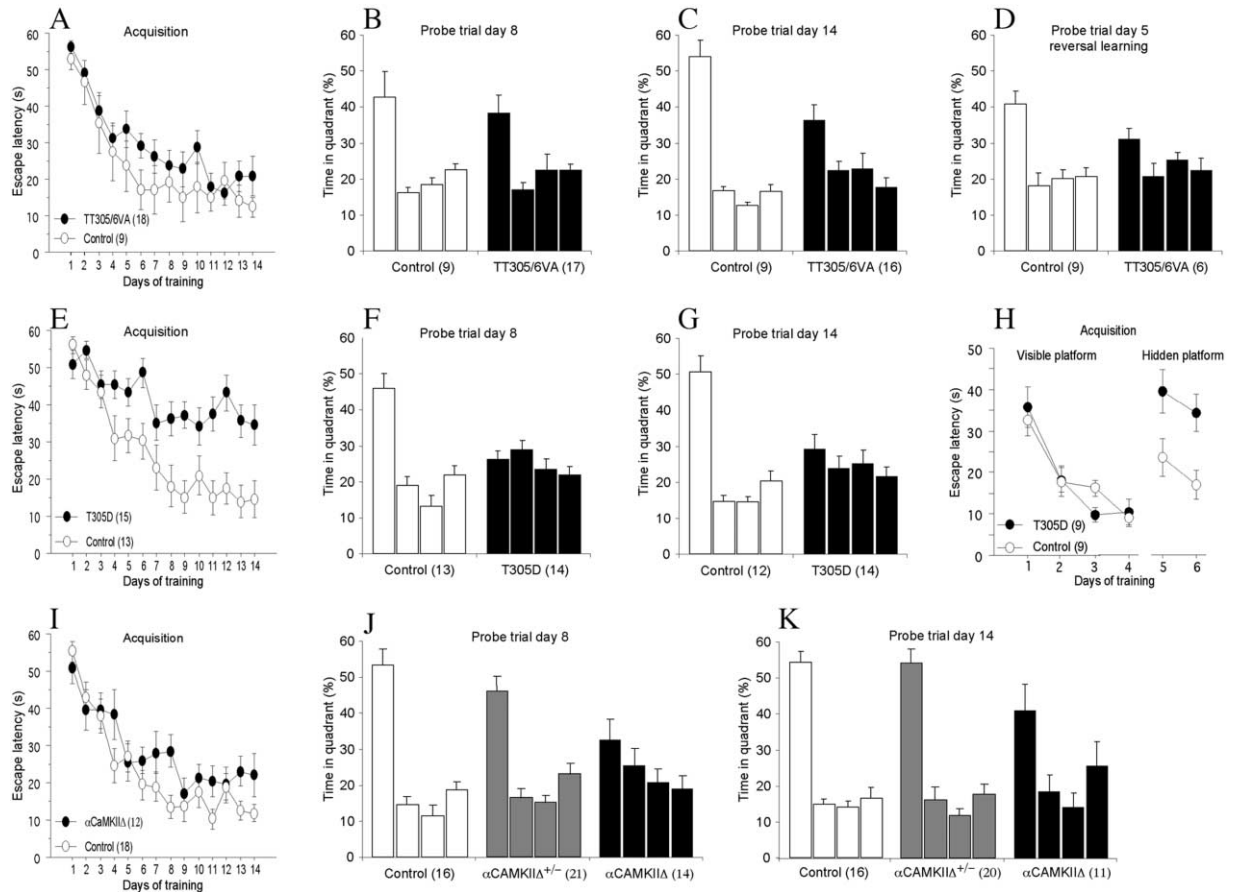 A
Acquisition
Escape latency (s)
60
50
40
30
20
10
0
TT305/6VA (18)
Control (9)
1 2 3 4 5 6 7 8 9 10 11 12 13 14
Days of training
B
Probe trial day 8
Time in quadrant (%)
60
50
40
30
20
10
0
Control (9) TT305/6VA (17)
C
Probe trial day 14
Time in quadrant (%)
60
50
40
30
20
10
0
Control (9) TT305/6VA (16)
D
Probe trial day 5
reversal learning
Time in quadrant (%)
60
50
40
30
20
10
0
Control (9) TT305/6VA (6)
E
Acquisition
Escape latency (s)
60
50
40
30
20
10
0
T305D (15)
Control (13)
1 2 3 4 5 6 7 8 9 10 11 12 13 14
Days of training
F
Probe trial day 8
Time in quadrant (%)
60
50
40
30
20
10
0
Control (13) T305D (14)
G
Probe trial day 14
Time in quadrant (%)
60
50
40
30
20
10
0
Control (12) T305D (14)
H
Acquisition
Visible platform Hidden platform
Escape latency (s)
50
40
30
20
10
0
T305D (9)
Control (9)
1 2 3 4 5 6
Days of training
I
Acquisition
Escape latency (s)
60
50
40
30
20
10
0
αCaMKIIΔ (12)
Control (18)
1 2 3 4 5 6 7 8 9 10 11 12 13 14
Days of training
J
Probe trial day 8
Time in quadrant (%)
60
50
40
30
20
10
0
Control (16) αCAMKIIΔ+/− (21) αCAMKIIΔ (14)
K
Probe trial day 14
Time in quadrant (%)
60
50
40
30
20
10
0
Control (16) αCAMKIIΔ+/− (20) αCAMKIIΔ (11)